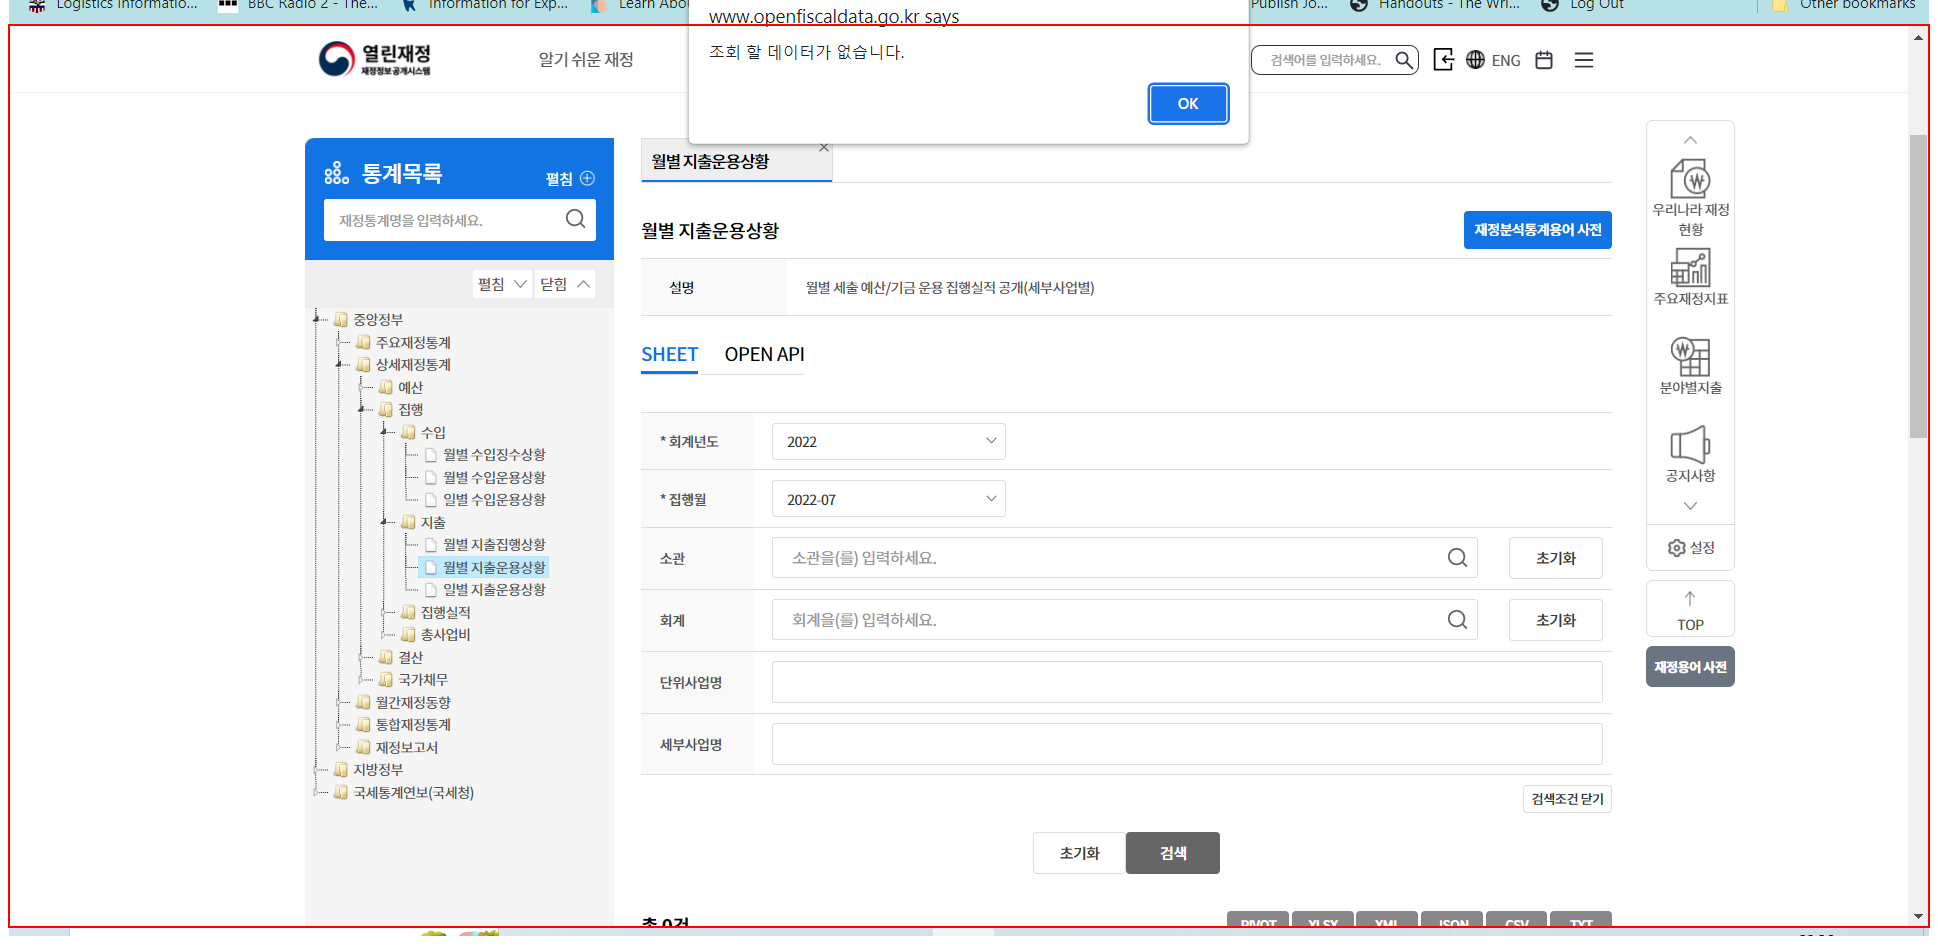 Logistics Informatio...
BBC Radio 2 - The...
Information for Exp...
Learn Abou
Publish Jo...
Handouts - The Wri...
Log Out
Other bookmarks
www.openfiscaldata.go.kr says
조회 할 데이터가 없습니다.
OK
열린재정
재정정보공개시스템
알기 쉬운 재정
검색어를 입력하세요.
ENG
통계목록
펼침
재정통계명을 입력하세요.
펼침
닫힘
중앙정부
주요재정통계
상세재정통계
예산
집행
수입
월별 수입징수상황
월별 수입운용상황
일별 수입운용상황
지출
월별 지출집행상황
월별 지출운용상황
일별 지출운용상황
집행실적
총사업비
결산
국가채무
월간재정동향
통합재정통계
재정보고서
지방정부
국세통계연보(국세청)
월별 지출운용상황
월별 지출운용상황
재정분석통계용어 사전
설명
월별 세출 예산/기금 운용 집행실적 공개(세부사업별)
SHEET
OPEN API
* 회계년도
2022
* 집행월
2022-07
소관
소관을(를) 입력하세요.
초기화
회계
회계을(를) 입력하세요.
초기화
단위사업명
세부사업명
검색조건 닫기
초기화
검색
총 0건
PIVOT
XLSX
XML
JSON
CSV
TXT
우리나라 재정
현황
주요재정지표
분야별지출
공지사항
설정
TOP
재정용어 사전